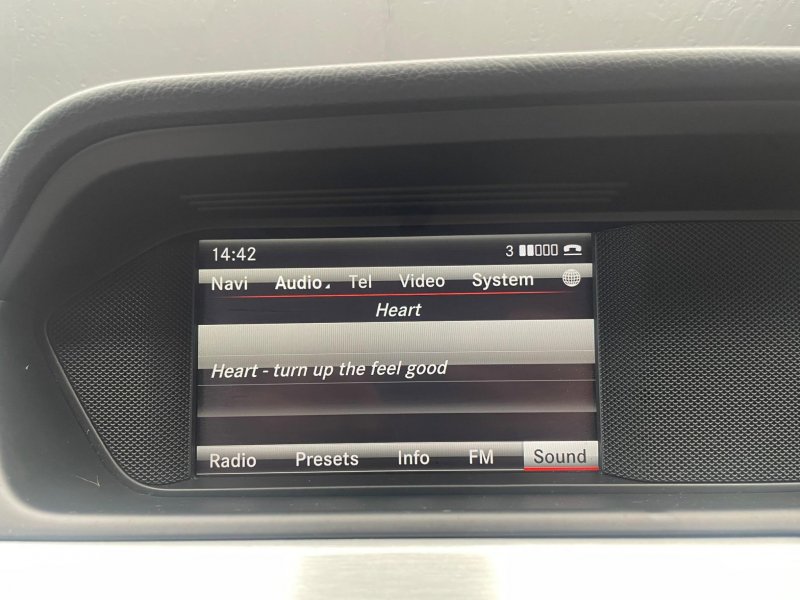 14:42 3
Navi Audio Tel Video System
Heart
Heart - turn up the feel good
Radio Presets Info FM Sound